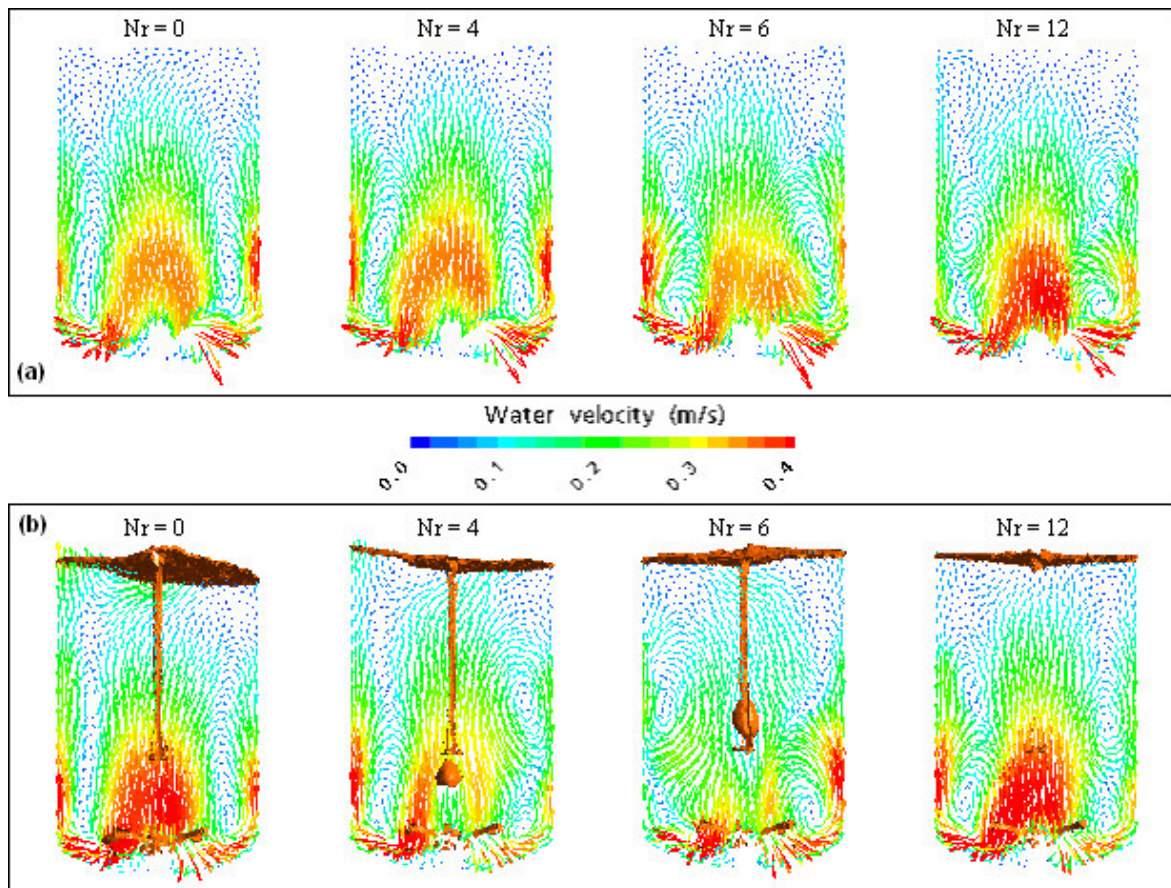 Nr = 0 Nr = 4 Nr = 6 Nr = 12
(a)
Water velocity (m/s)
0.0 0.1 0.2 0.3 0.4
(b) Nr = 0 Nr = 4 Nr = 6 Nr = 12